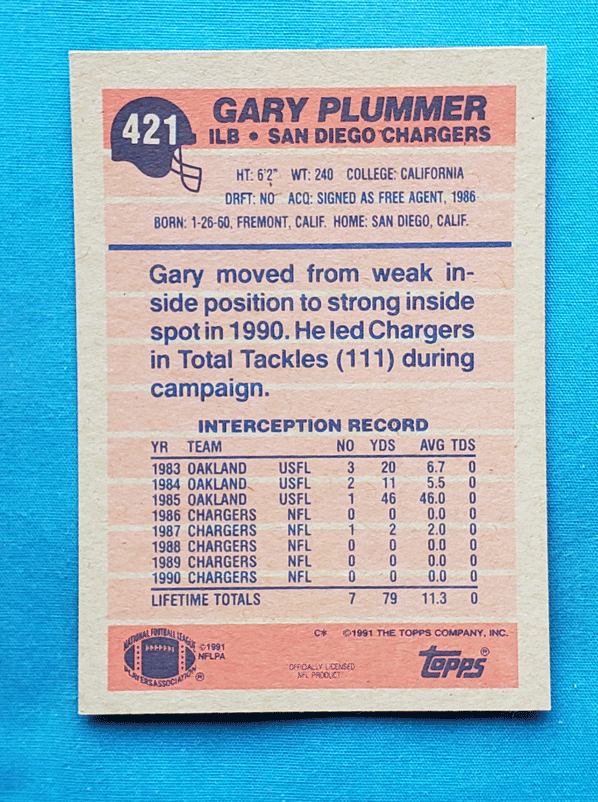 421
GARY PLUMMER
ILB • SAN DIEGO CHARGERS
HT: 6'2" WT: 240 COLLEGE: CALIFORNIA
DRFT: NO ACQ: SIGNED AS FREE AGENT, 1986
BORN: 1-26-60, FREMONT, CALIF. HOME: SAN DIEGO, CALIF.
Gary moved from weak in-
side position to strong inside
spot in 1990. He led Chargers
in Total Tackles (111) during
campaign.
INTERCEPTION RECORD
YR TEAM NO YDS AVG TDS
1983 OAKLAND USFL 3 20 6.7 0
1984 OAKLAND USFL 2 11 5.5 0
1985 OAKLAND USFL 1 46 46.0 0
1986 CHARGERS NFL 0 0 0.0 0
1987 CHARGERS NFL 1 2 2.0 0
1988 CHARGERS NFL 0 0 0.0 0
1989 CHARGERS NFL 0 0 0.0 0
1990 CHARGERS NFL 0 0 0.0 0
LIFETIME TOTALS 7 79 11.3 0
NATIONAL FOOTBALL LEAGUE
PLAYERS ASSOCIATION ®
©1991
NFLPA
C* ©1991 THE TOPPS COMPANY, INC.
OFFICIALLY LICENSED
NFL PRODUCT
topps®